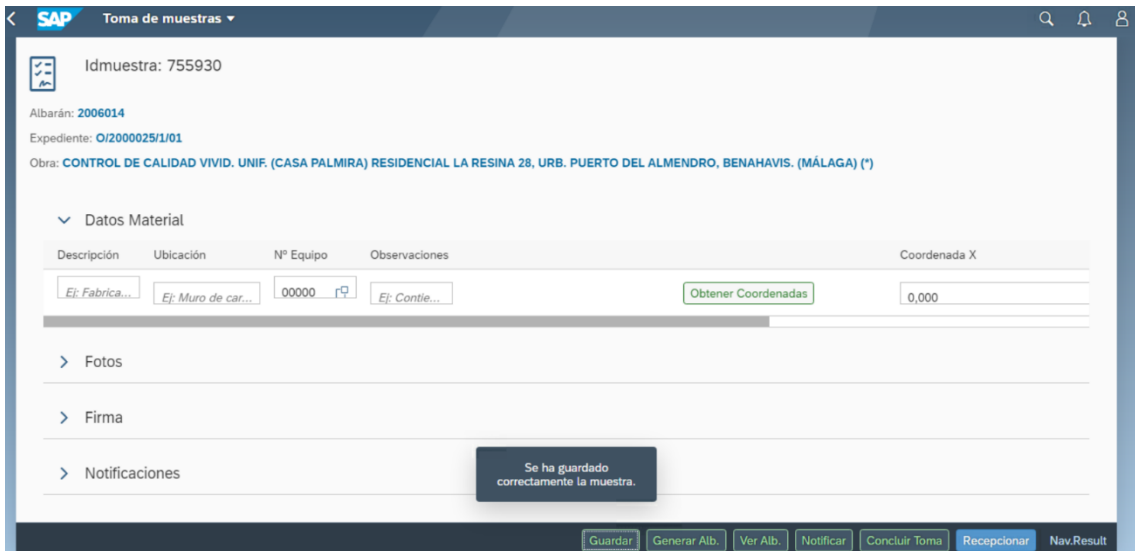 SAP Toma de muestras
Idmuestra: 755930
Albarán: 2006014
Expediente: O/2000025/1/01
Obra: CONTROL DE CALIDAD VIVID. UNIF. (CASA PALMIRA) RESIDENCIAL LA RESINA 28, URB. PUERTO DEL ALMENDRO, BENAHAVIS. (MÁLAGA) (*)
Datos Material
Descripción Ubicación Nº Equipo Observaciones Coordenada X
Ej: Fabrica... Ej: Muro de car... 00000 Ej: Contie... Obtener Coordenadas 0,000
Fotos
Firma
Notificaciones
Se ha guardado
correctamente la muestra.
Guardar Generar Alb. Ver Alb. Notificar Concluir Toma Recepcionar Nav.Result